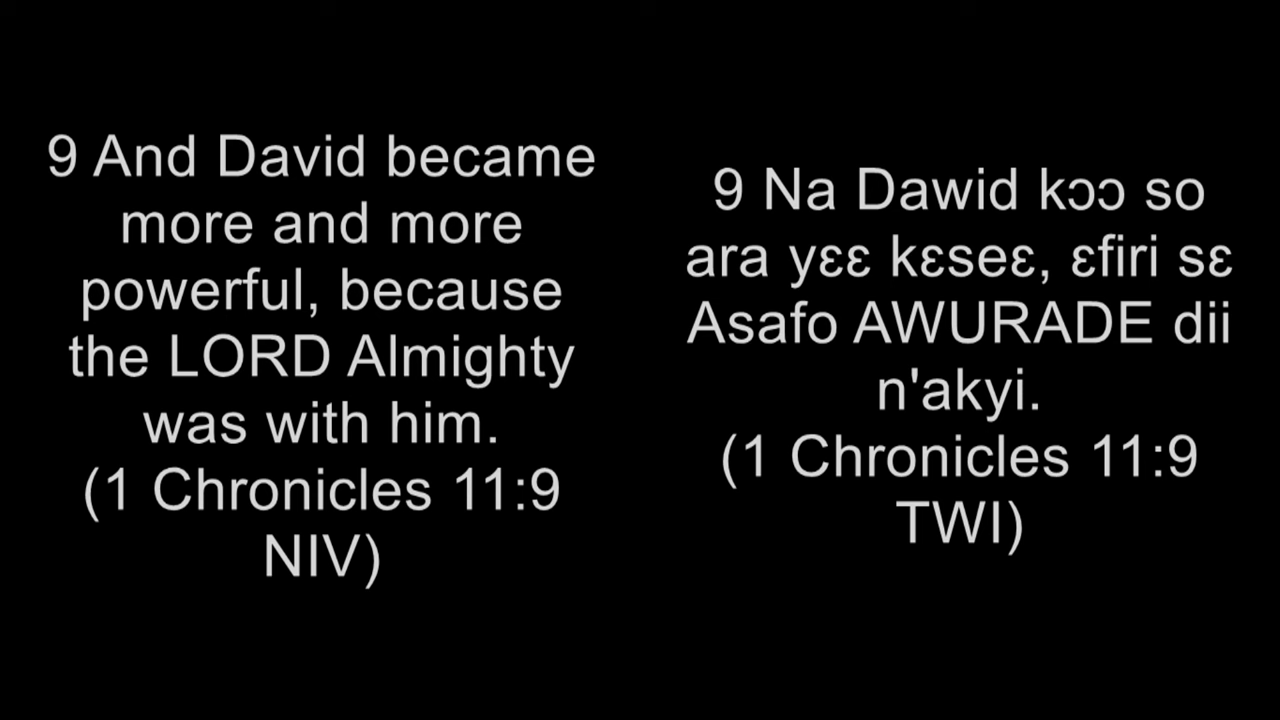 9 And David became
more and more
powerful, because
the LORD Almighty
was with him.
(1 Chronicles 11:9
NIV)
9 Na Dawid kɔɔ so
ara yɛɛ kɛseɛ, ɛfiri sɛ
Asafo AWURADE dii
n'akyi.
(1 Chronicles 11:9
TWI)